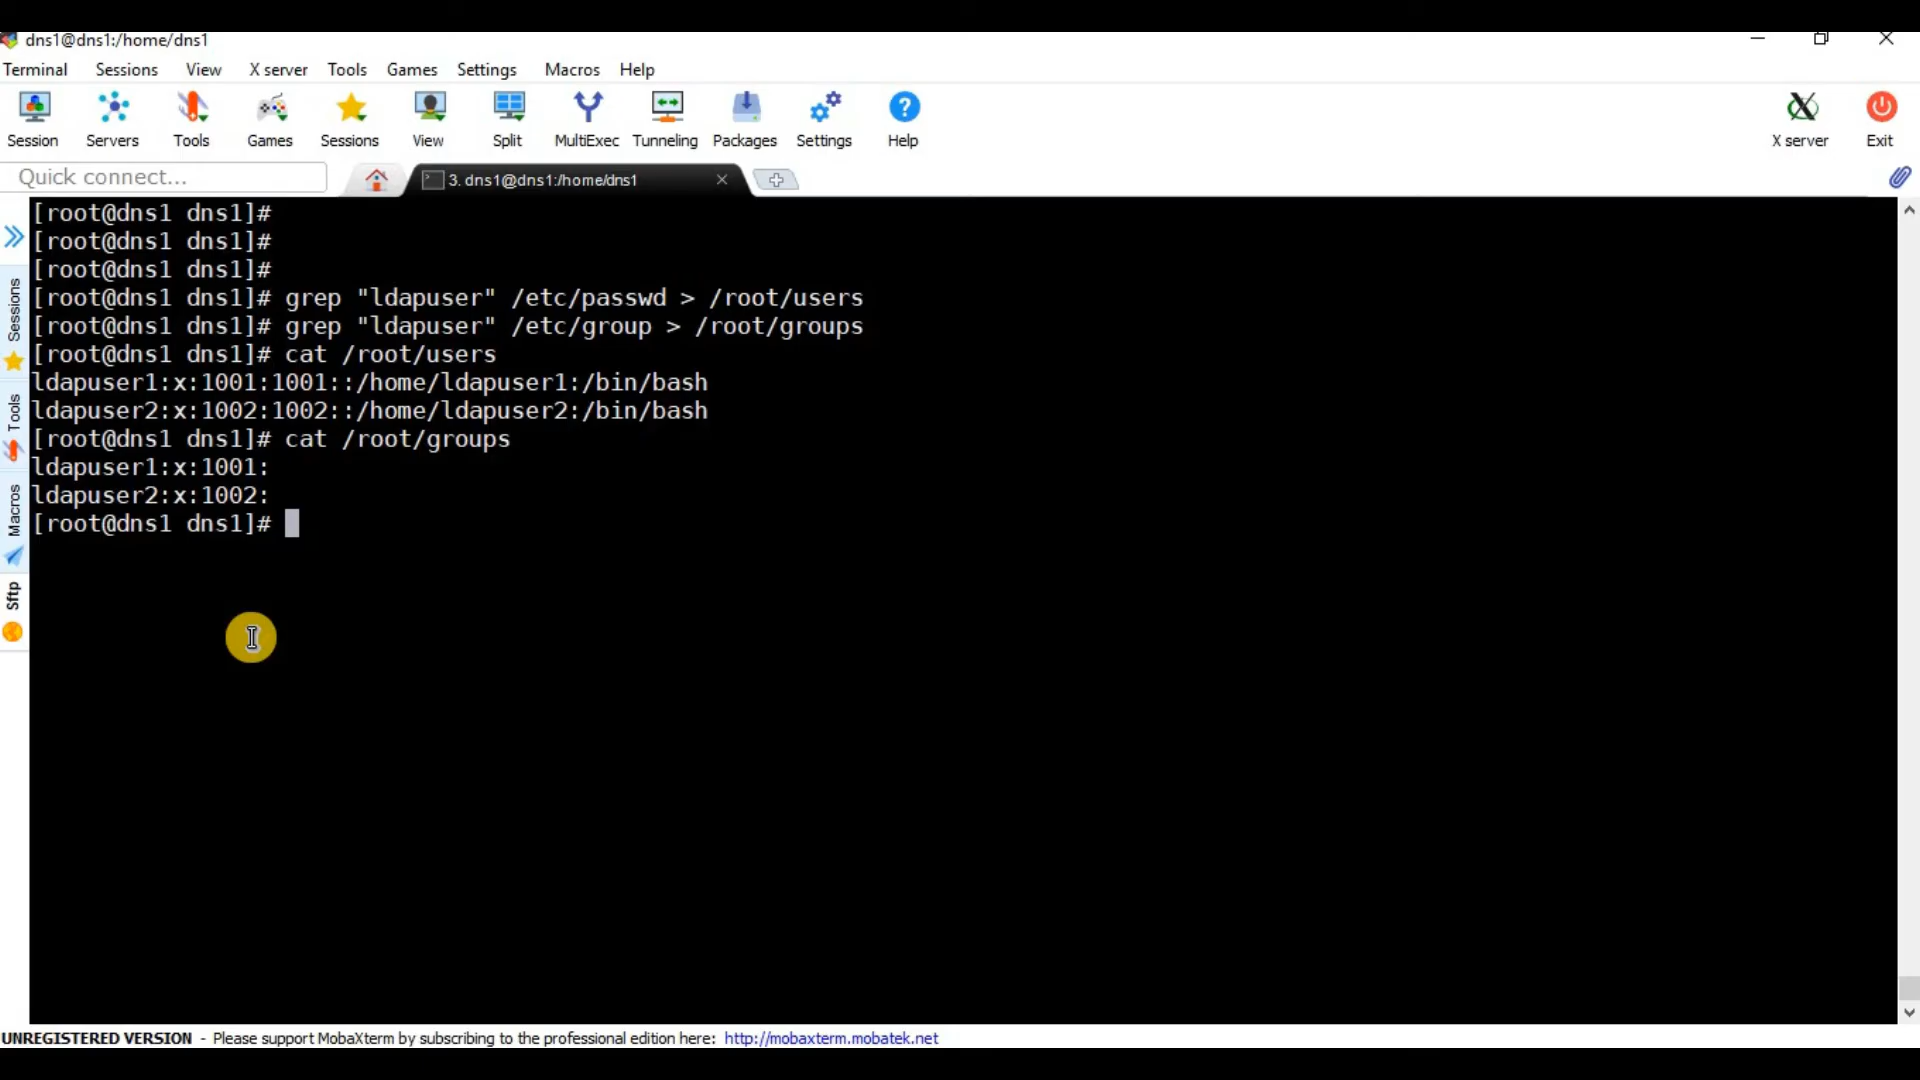 dns1@dns1:/home/dns1
Terminal Sessions View X server Tools Games Settings Macros Help
Session Servers Tools Games Sessions View Split MultiExec Tunneling Packages Settings Help X server Exit
Quick connect... 3. dns1@dns1:/home/dns1
[root@dns1 dns1]#
[root@dns1 dns1]#
[root@dns1 dns1]#
[root@dns1 dns1]# grep "ldapuser" /etc/passwd > /root/users
[root@dns1 dns1]# grep "ldapuser" /etc/group > /root/groups
[root@dns1 dns1]# cat /root/users
ldapuser1:x:1001:1001::/home/ldapuser1:/bin/bash
ldapuser2:x:1002:1002::/home/ldapuser2:/bin/bash
[root@dns1 dns1]# cat /root/groups
ldapuser1:x:1001:
ldapuser2:x:1002:
[root@dns1 dns1]#
Sessions
Tools
Macros
Sftp
UNREGISTERED VERSION - Please support MobaXterm by subscribing to the professional edition here: http://mobaxterm.mobatek.net